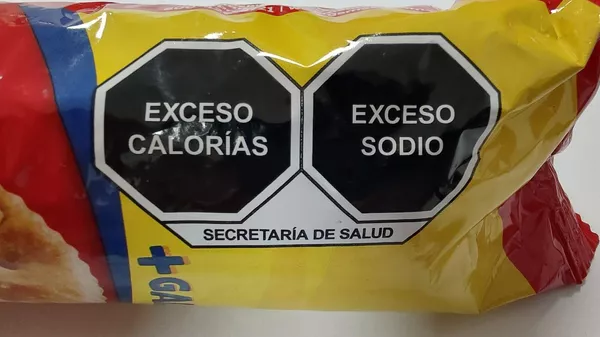 EXCESO
CALORÍAS
EXCESO
SODIO
SECRETARÍA DE SALUD